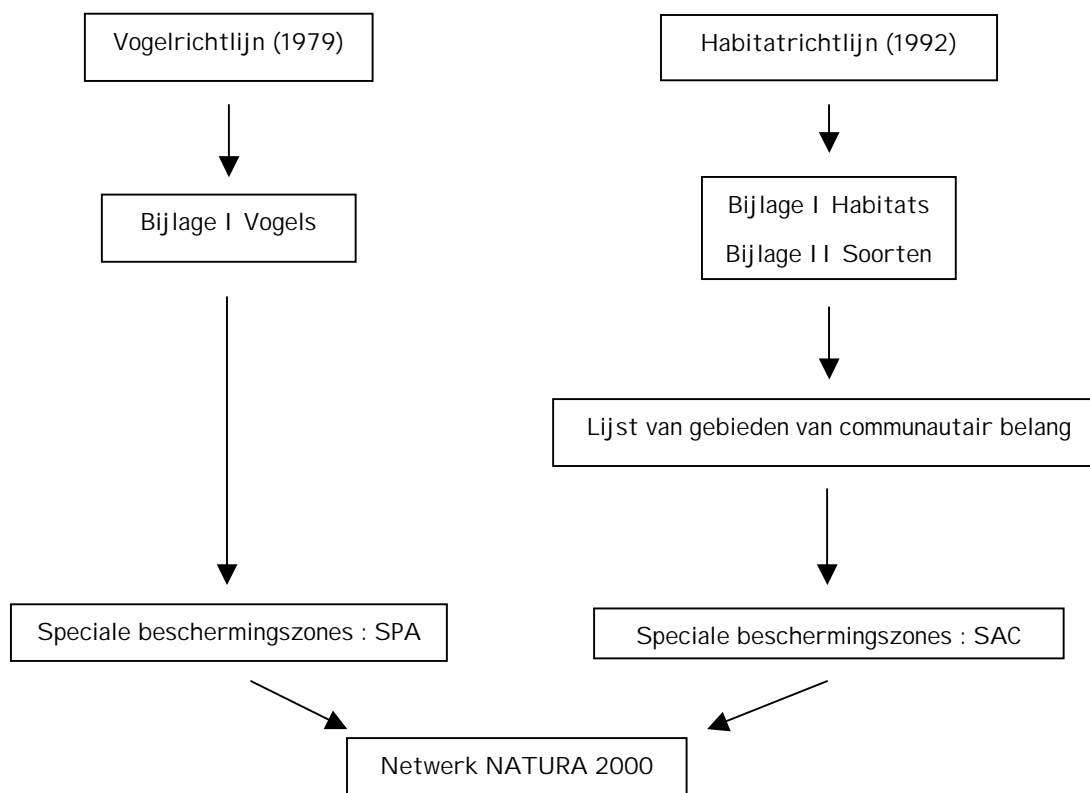 Vogelrichtlijn (1979)
Habitatrichtlijn (1992)
Bijlage I Vogels
Bijlage I Habitats
Bijlage II Soorten
Lijst van gebieden van communautair belang
Speciale beschermingszones : SPA
Speciale beschermingszones : SAC
Netwerk NATURA 2000